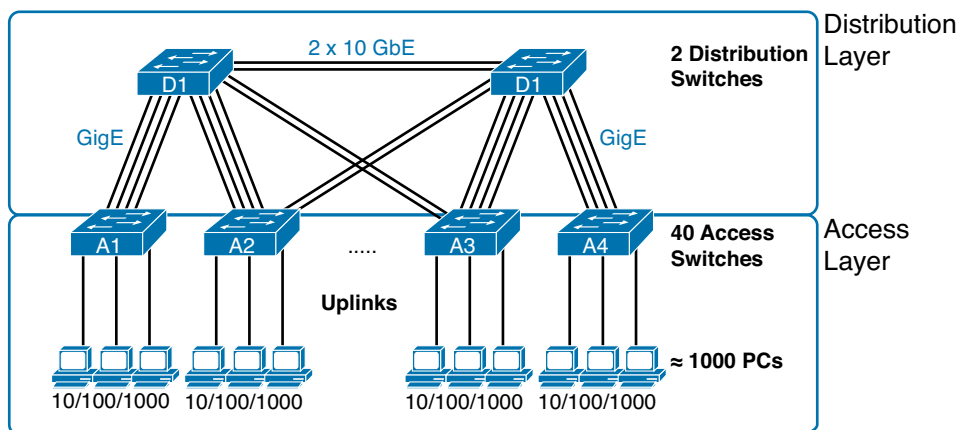 Distribution
Layer
2 x 10 GbE
2 Distribution
Switches
D1
D1
GigE
GigE
A1
A2
.....
A3
A4
40 Access
Switches
Access
Layer
Uplinks
≈ 1000 PCs
10/100/1000
10/100/1000
10/100/1000
10/100/1000